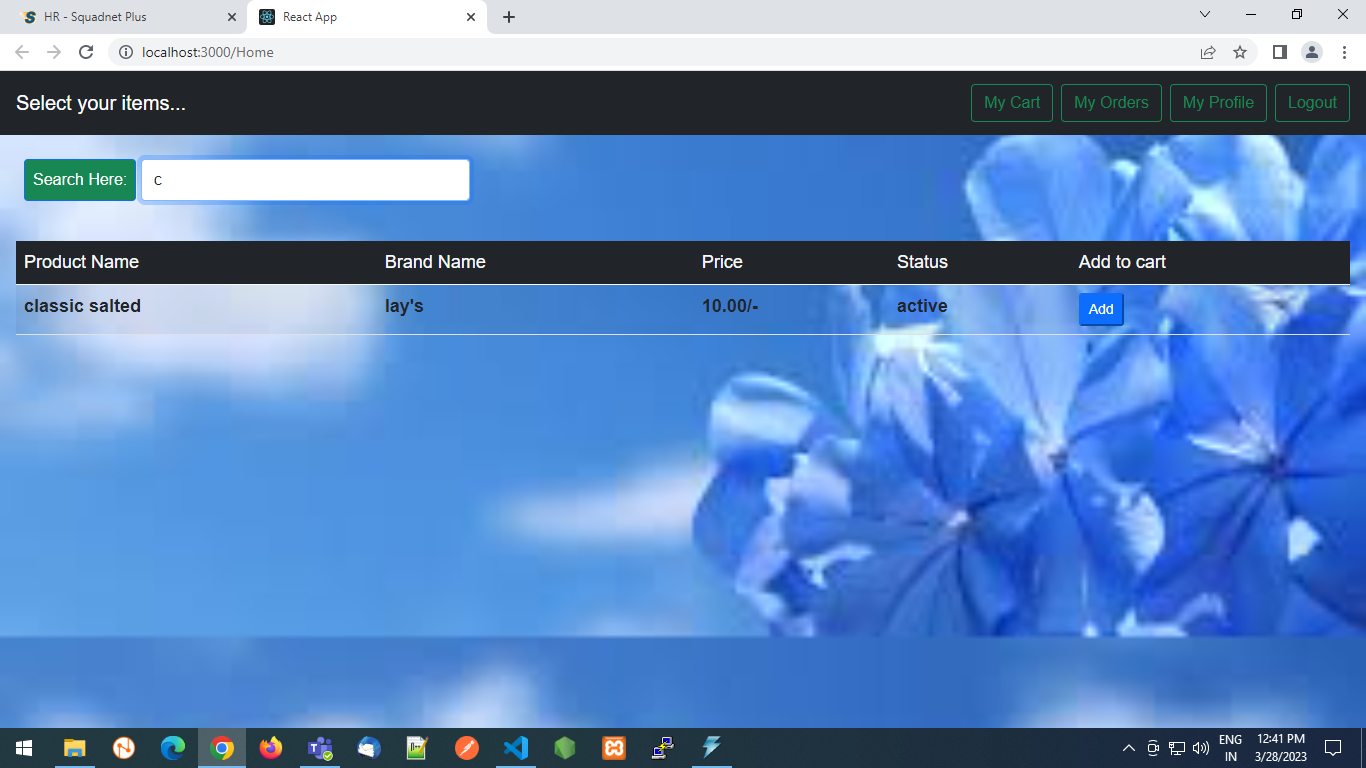 HR - Squadnet Plus
React App
localhost:3000/Home
Select your items...
My Cart
My Orders
My Profile
Logout
Search Here:
c
Product Name Brand Name Price Status Add to cart
classic salted lay's 10.00/- active Add
ENG
IN
12:41 PM
3/28/2023